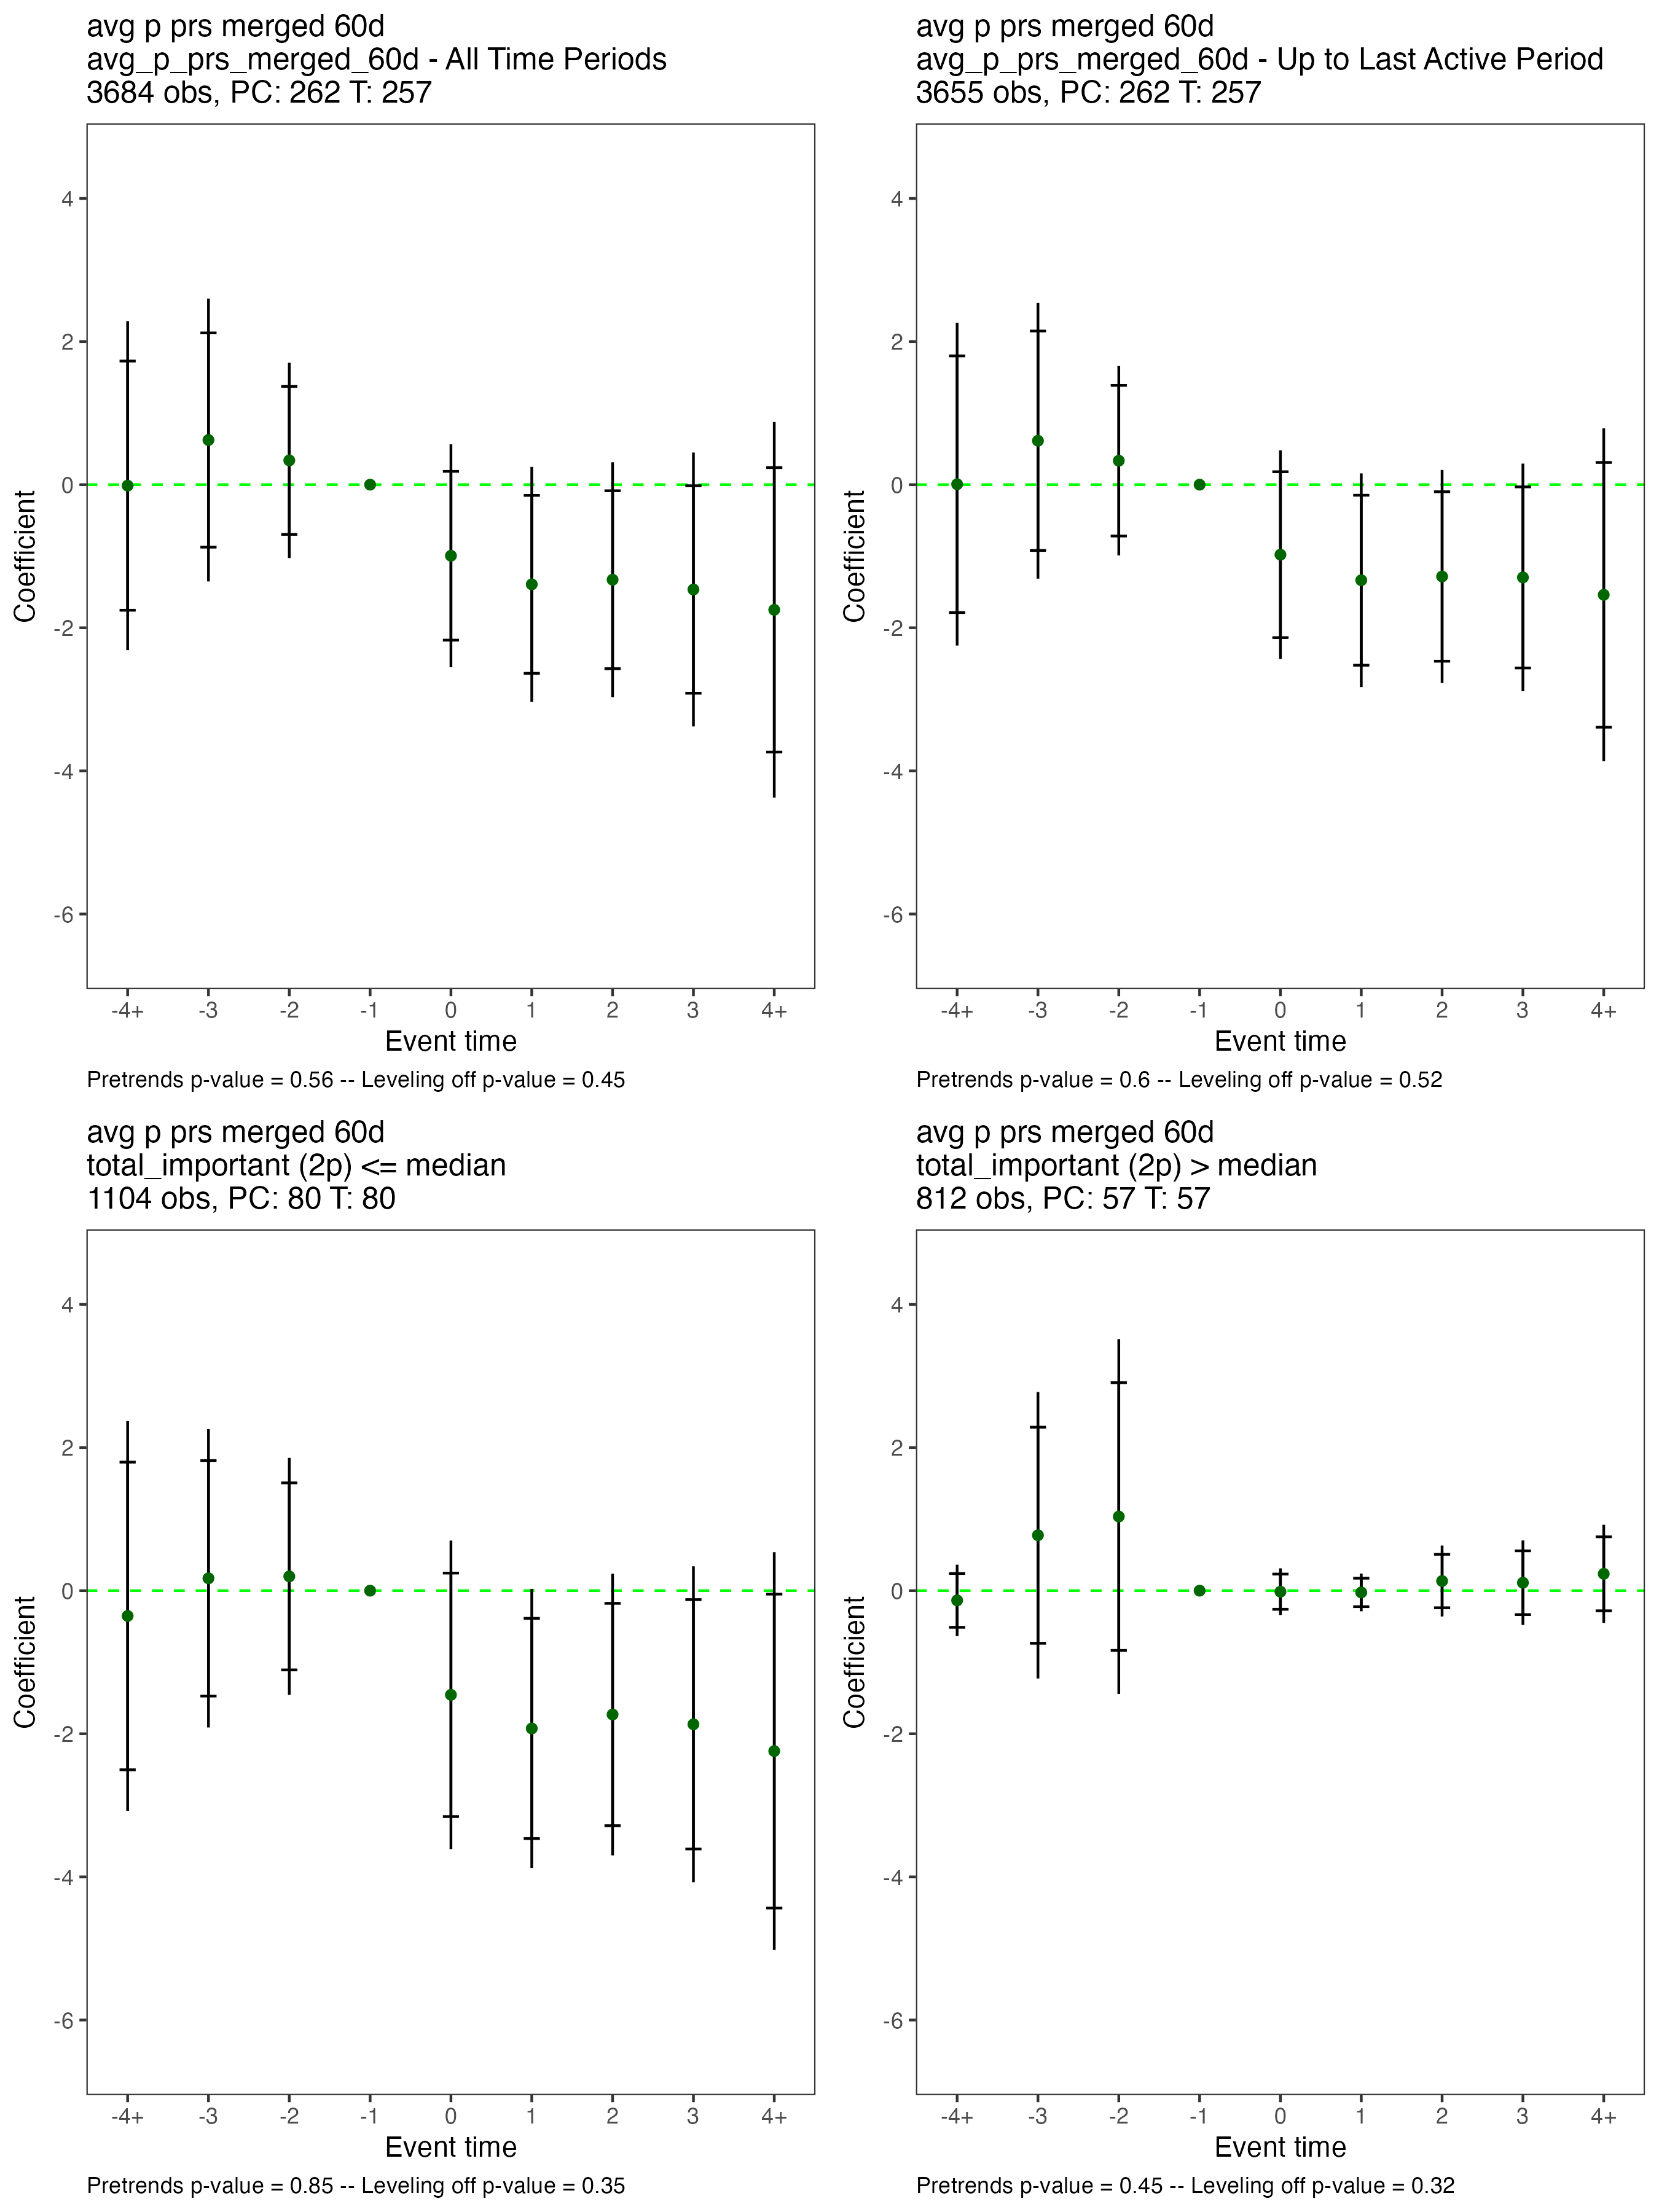 avg p prs merged 60d
avg_p_prs_merged_60d - All Time Periods
3684 obs, PC: 262 T: 257
4
2
0
-2
-4
-6
Coefficient
-4+ -3 -2 -1 0 1 2 3 4+
Event time
Pretrends p-value = 0.56 -- Leveling off p-value = 0.45
avg p prs merged 60d
avg_p_prs_merged_60d - Up to Last Active Period
3655 obs, PC: 262 T: 257
4
2
0
-2
-4
-6
Coefficient
-4+ -3 -2 -1 0 1 2 3 4+
Event time
Pretrends p-value = 0.6 -- Leveling off p-value = 0.52
avg p prs merged 60d
total_important (2p) <= median
1104 obs, PC: 80 T: 80
4
2
0
-2
-4
-6
Coefficient
-4+ -3 -2 -1 0 1 2 3 4+
Event time
Pretrends p-value = 0.85 -- Leveling off p-value = 0.35
avg p prs merged 60d
total_important (2p) > median
812 obs, PC: 57 T: 57
4
2
0
-2
-4
-6
Coefficient
-4+ -3 -2 -1 0 1 2 3 4+
Event time
Pretrends p-value = 0.45 -- Leveling off p-value = 0.32